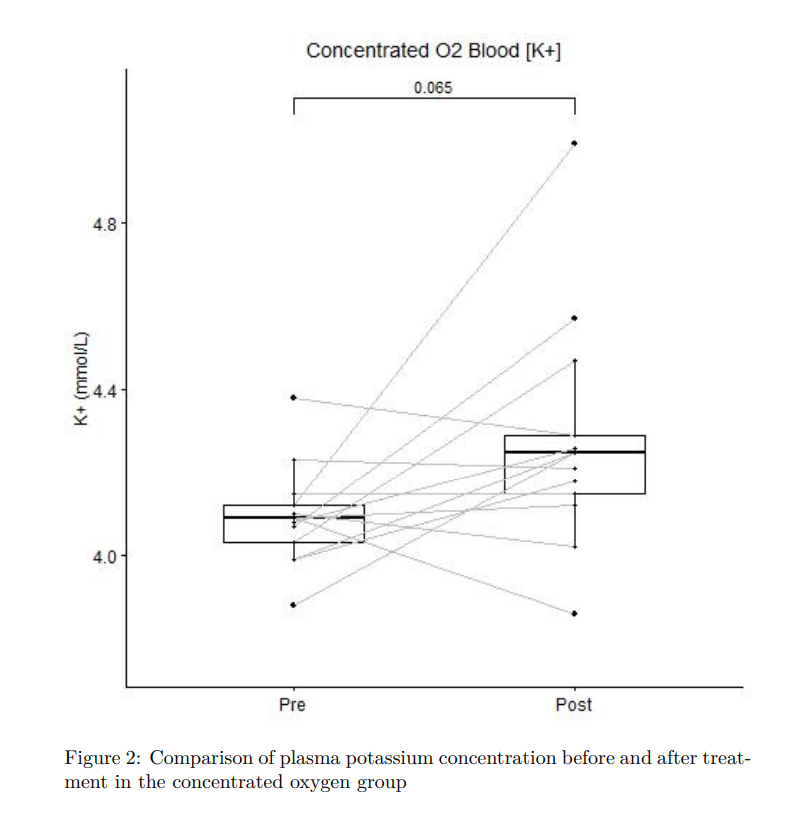 Concentrated O2 Blood [K+]
0.065
4.8
4.4
4.0
K+ (mmol/L)
Pre
Post
Figure 2: Comparison of plasma potassium concentration before and after treat-
ment in the concentrated oxygen group